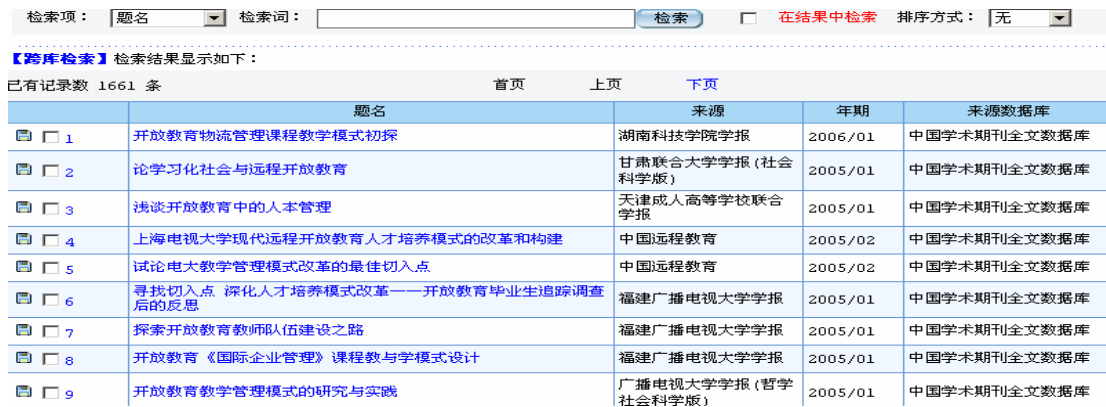 检索项： 题名 检索词： 检索 在结果中检索 排序方式： 无
【跨库检索】检索结果显示如下：
已有记录数 1661 条 首页 上页 下页
题名 来源 年期 来源数据库
1 开放教育物流管理课程教学模式初探 湖南科技学院学报 2006/01 中国学术期刊全文数据库
2 论学习化社会与远程开放教育 甘肃联合大学学报(社会
科学版) 2005/01 中国学术期刊全文数据库
3 浅谈开放教育中的人本管理 天津成人高等学校联合
学报 2005/01 中国学术期刊全文数据库
4 上海电视大学现代远程开放教育人才培养模式的改革和构建 中国远程教育 2005/02 中国学术期刊全文数据库
5 试论电大教学管理模式改革的最佳切入点 中国远程教育 2005/02 中国学术期刊全文数据库
6 寻找切入点 深化人才培养模式改革——开放教育毕业生追踪调查
后的反思 福建广播电视大学学报 2005/01 中国学术期刊全文数据库
7 探索开放教育教师队伍建设之路 福建广播电视大学学报 2005/01 中国学术期刊全文数据库
8 开放教育《国际企业管理》课程教与学模式设计 福建广播电视大学学报 2005/01 中国学术期刊全文数据库
9 开放教育教学管理模式的研究与实践 广播电视大学学报(哲学
社会科学版) 2005/01 中国学术期刊全文数据库